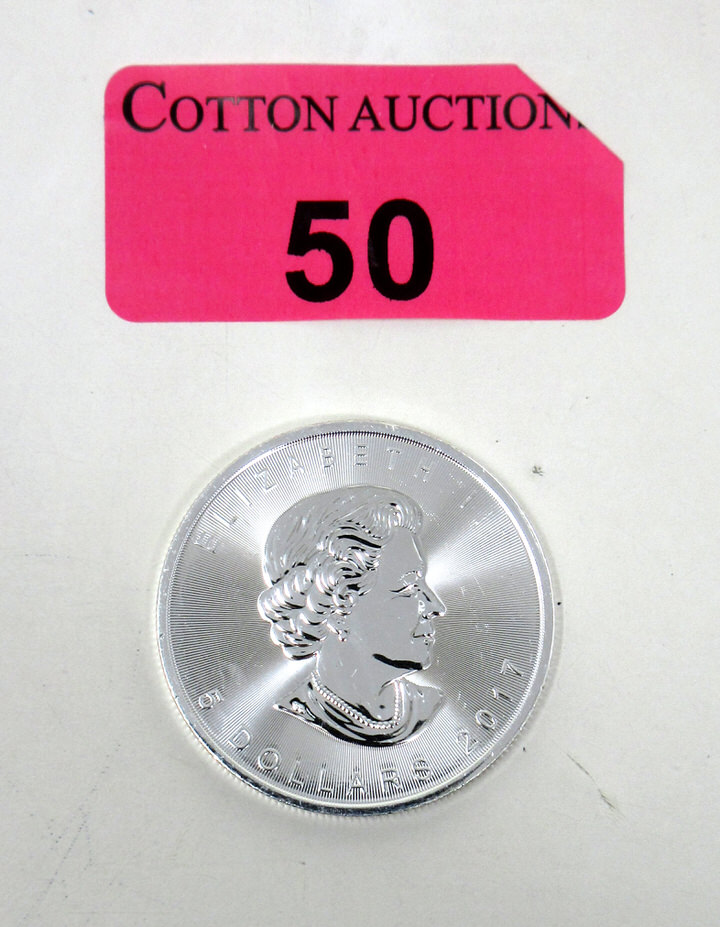 COTTON AUCTION
50
ELIZABETH II
5 DOLLARS 2017